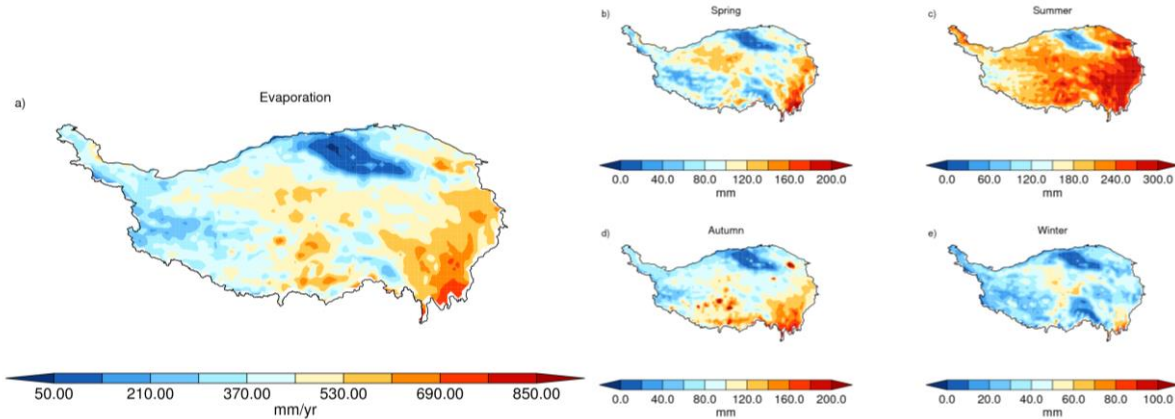 a)
Evaporation
50.00 210.00 370.00 530.00 690.00 850.00
mm/yr
b)
Spring
0.0 40.0 80.0 120.0 160.0 200.0
mm
c)
Summer
0.0 60.0 120.0 180.0 240.0 300.0
mm
d)
Autumn
0.0 40.0 80.0 120.0 160.0 200.0
mm
e)
Winter
0.0 20.0 40.0 60.0 80.0 100.0
mm